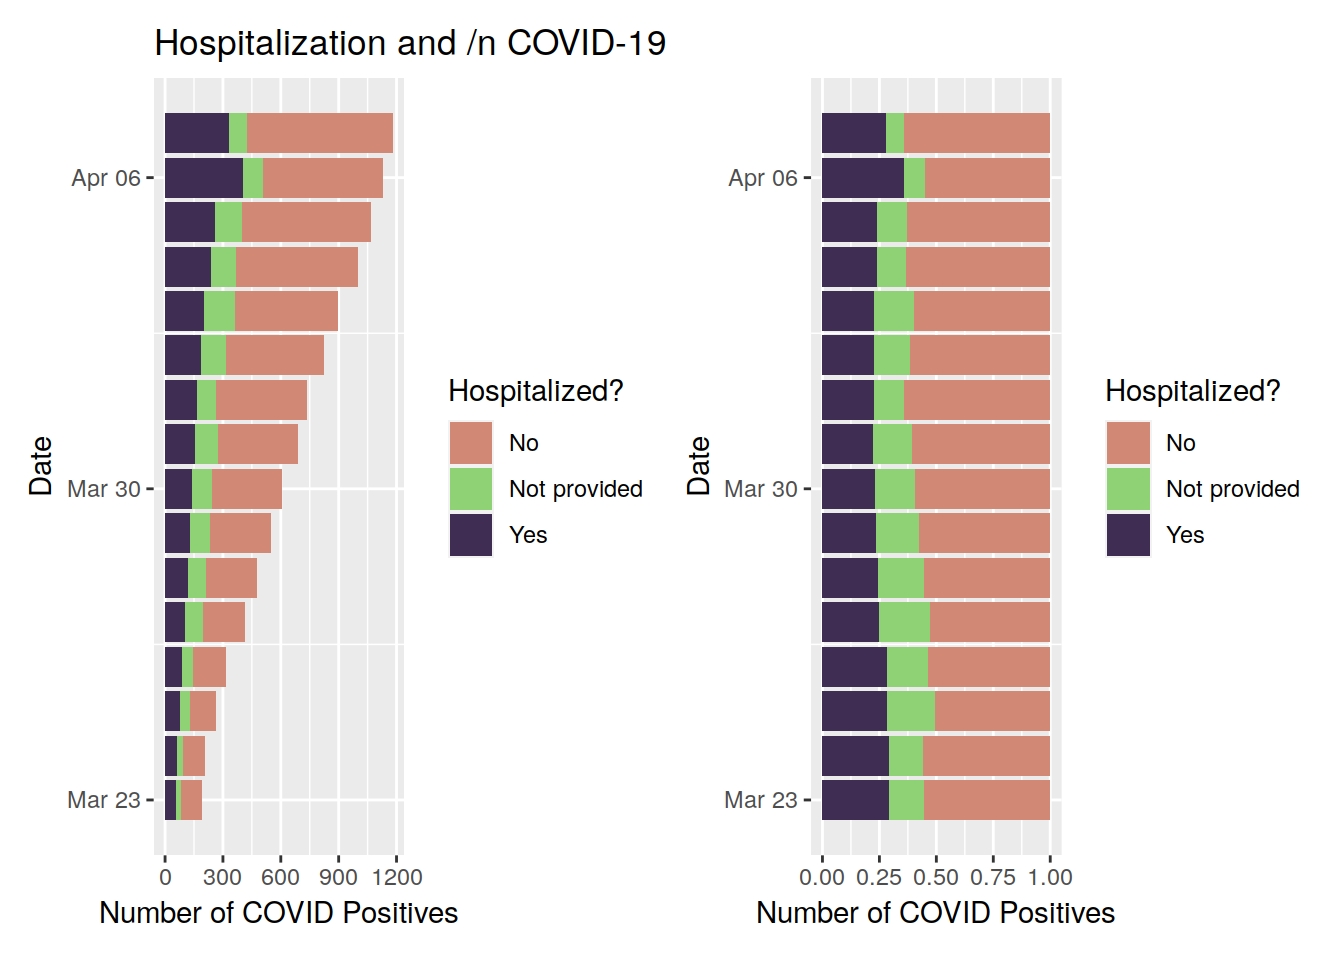 Hospitalization and /n COVID-19
Apr 06
Mar 30
Mar 23
Date
0 300 600 900 1200
Number of COVID Positives
Hospitalized?
No
Not provided
Yes
Apr 06
Mar 30
Mar 23
Date
0.00 0.25 0.50 0.75 1.00
Number of COVID Positives
Hospitalized?
No
Not provided
Yes